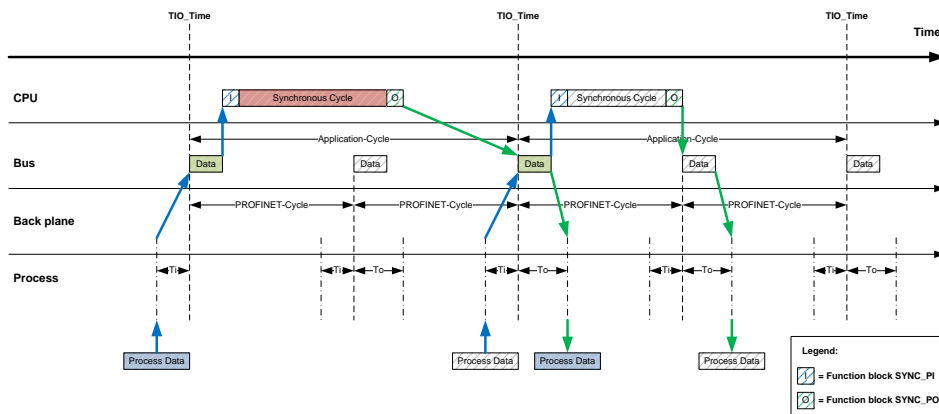 TIO_Time TIO_Time TIO_Time
Time
CPU I Synchronous Cycle O I Synchronous Cycle O
Application-Cycle Application-Cycle
Bus Data Data Data Data Data
PROFINET-Cycle PROFINET-Cycle PROFINET-Cycle PROFINET-Cycle
Back plane
Process Ti Ti To Ti To Ti To Ti To
Process Data Process Data Process Data Process Data
Legend:
I = Function block SYNC_PI
O = Function block SYNC_PO